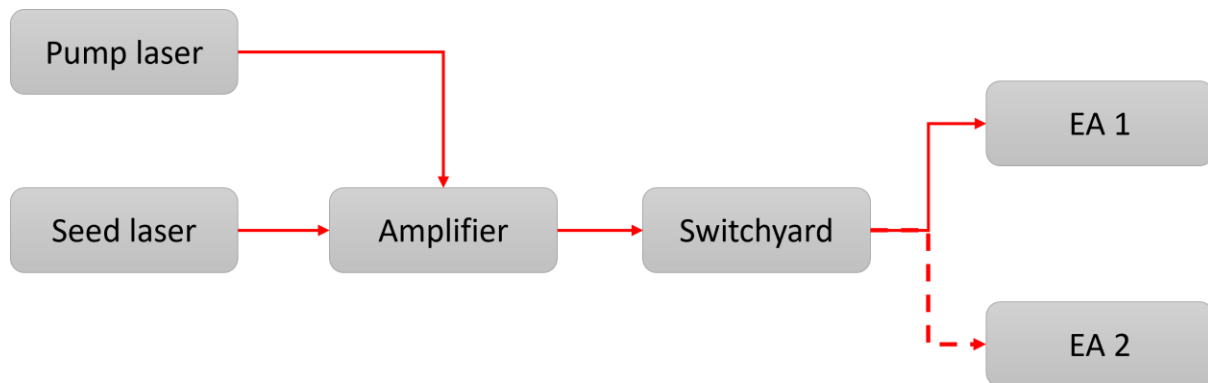 Pump laser
EA 1
Seed laser
Amplifier
Switchyard
EA 2